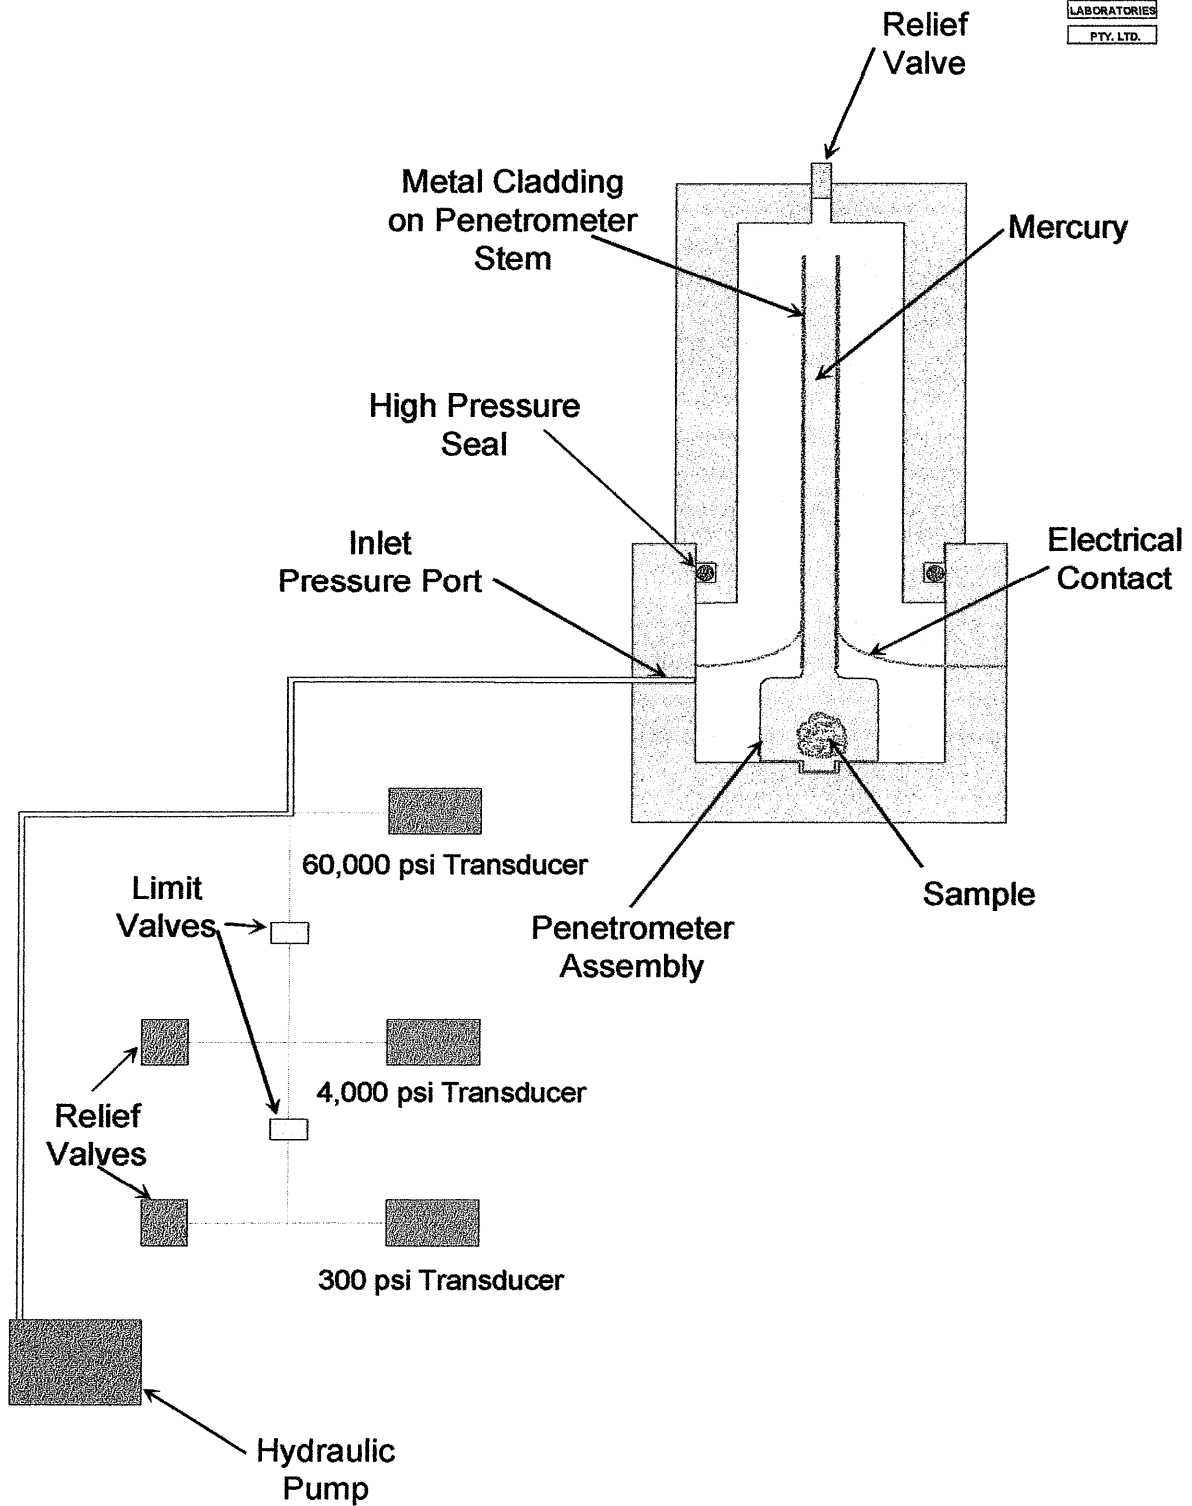 LABORATORIES
PTY. LTD.
Relief
Valve
Metal Cladding
on Penetrometer
Stem
Mercury
High Pressure
Seal
Inlet
Pressure Port
Electrical
Contact
60,000 psi Transducer
Limit
Valves
Sample
Penetrometer
Assembly
4,000 psi Transducer
Relief
Valves
300 psi Transducer
Hydraulic
Pump